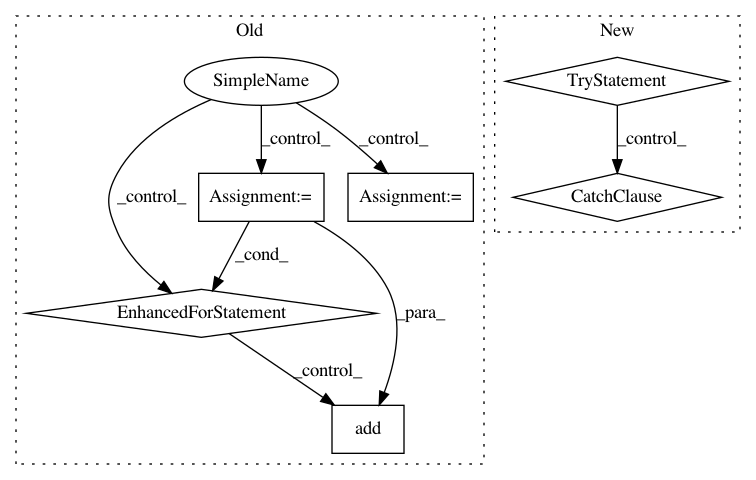 Old
New
SimpleName
TryStatement
_control_
_control_
_control_
_control_
Assignment:=
Assignment:=
CatchClause
_cond_
EnhancedForStatement
_para_
_control_
add